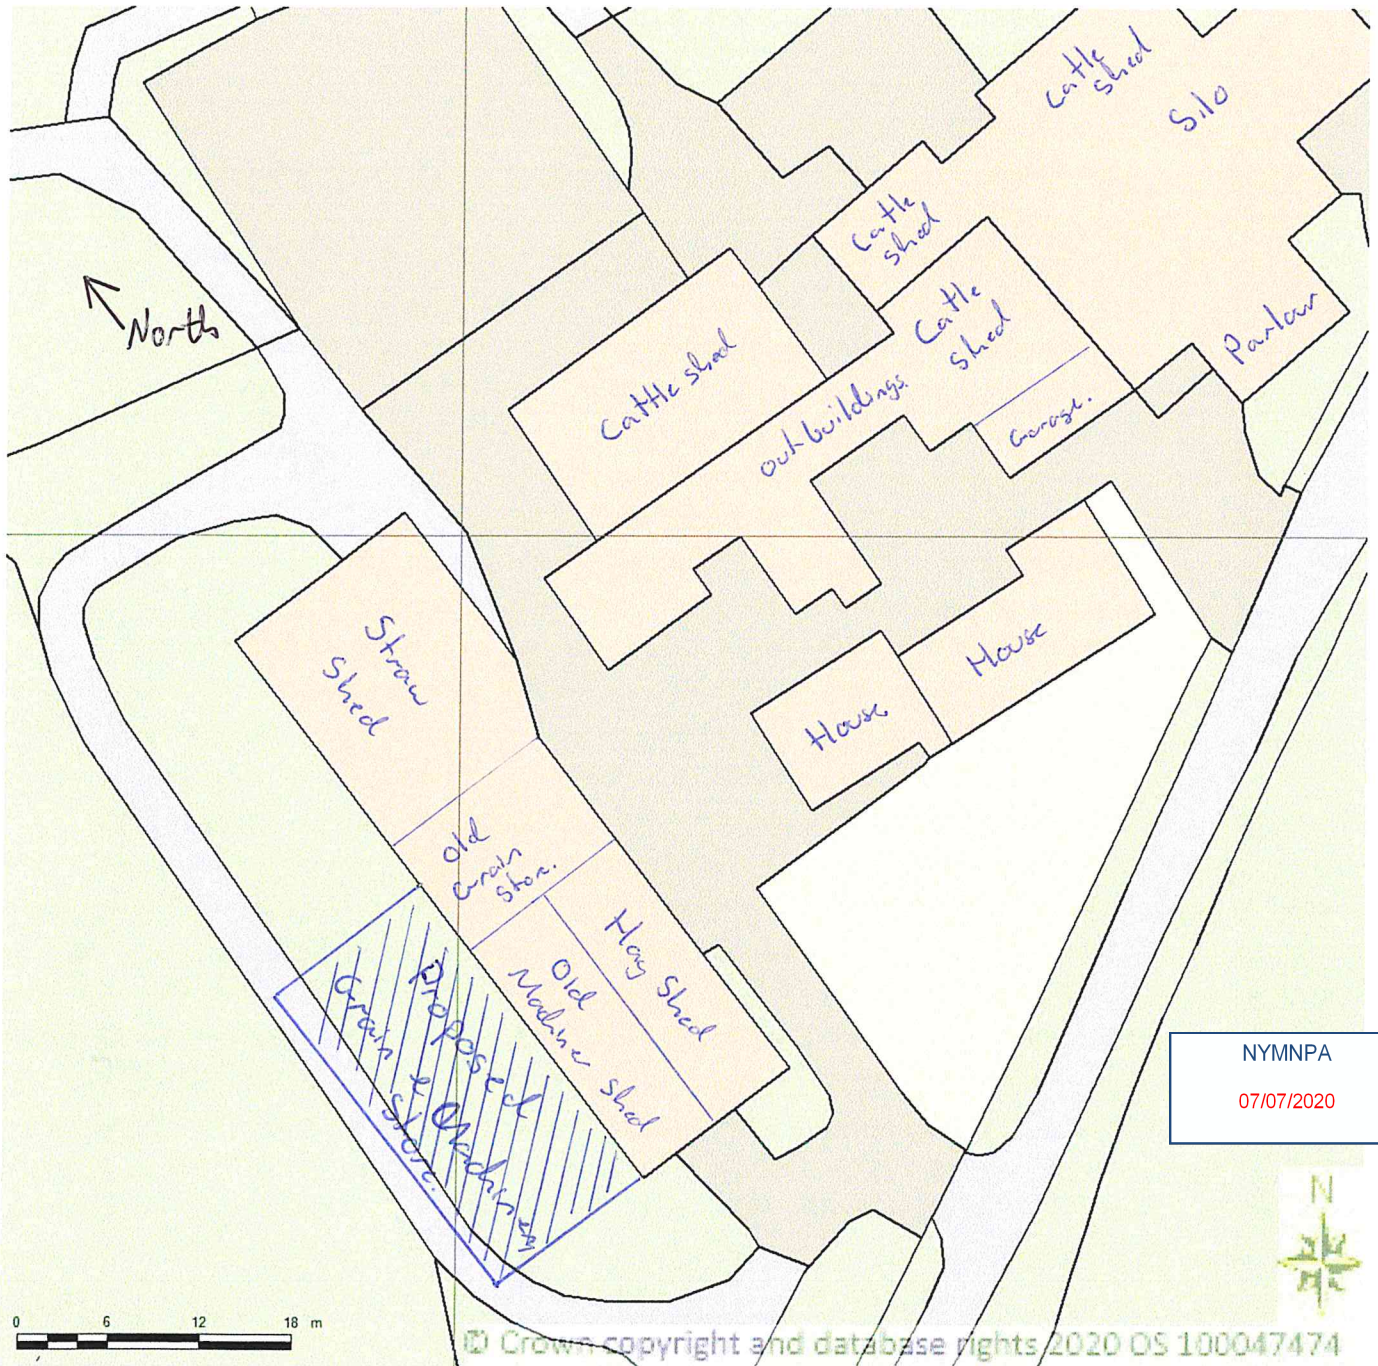 Cattle
shed
Silo
Cattle
shed
North
Cattle
shed
Parlour
Cattle shed
outbuildings.
Garage.
Straw
Shed
House
House
Old
Grain
Store.
Hay Shed
Old
Machine shed
Proposed
Grain & Machinery
Store.
NYMNPA
07/07/2020
N
0 6 12 18 m
© Crown copyright and database rights 2020 OS 100047474